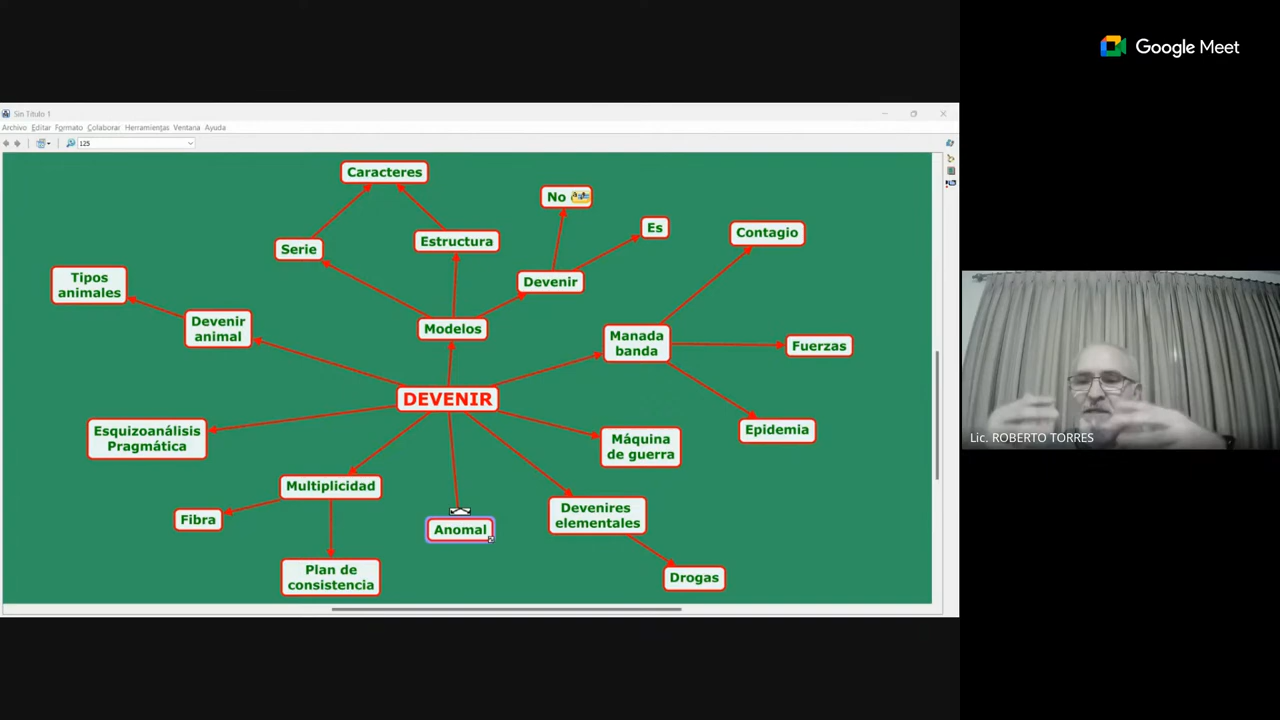 Google Meet
Sin Título 1
Archivo Editar Formato Colaborar Herramientas Ventana Ayuda
125
Caracteres
No
Es
Contagio
Serie
Estructura
Devenir
Tipos
animales
Devenir
animal
Modelos
Manada
banda
Fuerzas
DEVENIR
Esquizoanálisis
Pragmática
Máquina
de guerra
Epidemia
Multiplicidad
Fibra
Anomal
Devenires
elementales
Plan de
consistencia
Drogas
Lic. ROBERTO TORRES